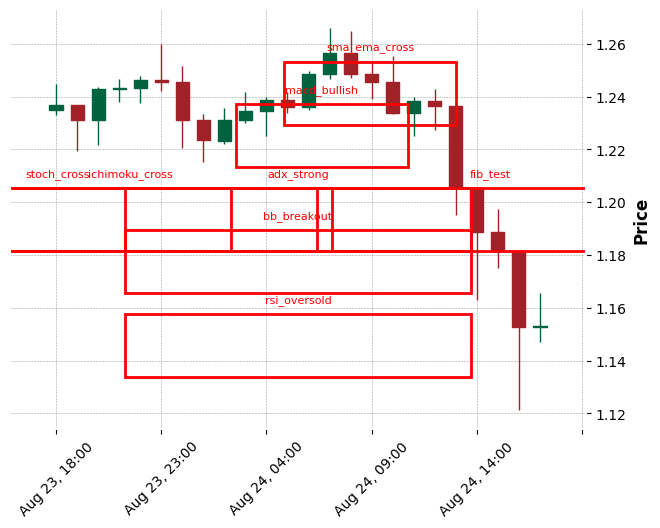 sma_ema_cross
macd_bullish
stoch_cross
ichimoku_cross
adx_strong
fib_test
bb_breakout
rsi_oversold
1.26
1.24
1.22
1.20
1.18
1.16
1.14
1.12
Price
Aug 23, 18:00
Aug 23, 23:00
Aug 24, 04:00
Aug 24, 09:00
Aug 24, 14:00